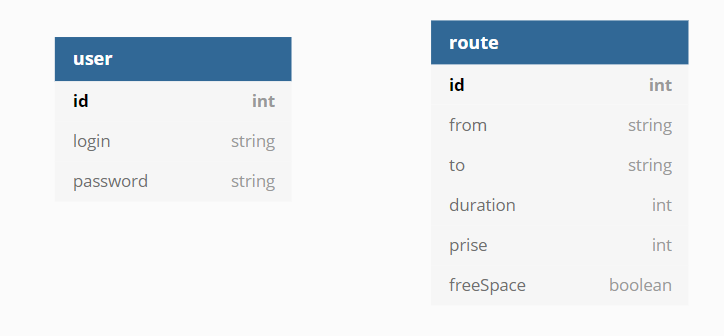 user
id int
login string
password string
route
id int
from string
to string
duration int
prise int
freeSpace boolean